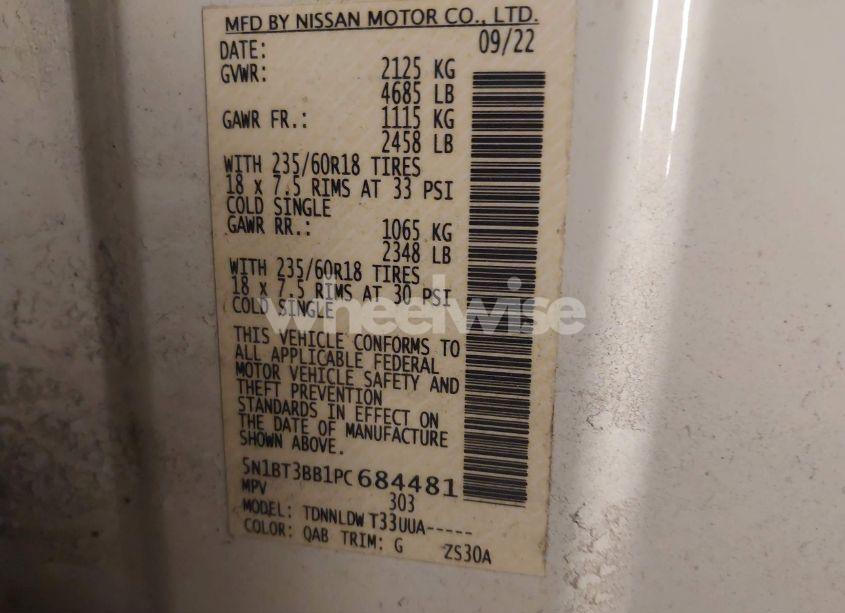 MFD BY NISSAN MOTOR CO., LTD.
DATE: 09/22
GVWR: 2125 KG
4685 LB
GAWR FR.: 1115 KG
2458 LB
WITH 235/60R18 TIRES
18 x 7.5 RIMS AT 33 PSI
COLD SINGLE
GAWR RR.: 1065 KG
2348 LB
WITH 235/60R18 TIRES
18 x 7.5 RIMS AT 30 PSI
COLD SINGLE
wheelwise
THIS VEHICLE CONFORMS TO
ALL APPLICABLE FEDERAL
MOTOR VEHICLE SAFETY AND
THEFT PREVENTION
STANDARDS IN EFFECT ON
THE DATE OF MANUFACTURE
SHOWN ABOVE.
5N1BT3BB1PC684481
MPV 303
MODEL: TDNNLDW T33UUA-----
COLOR: QAB TRIM: G ZS30A